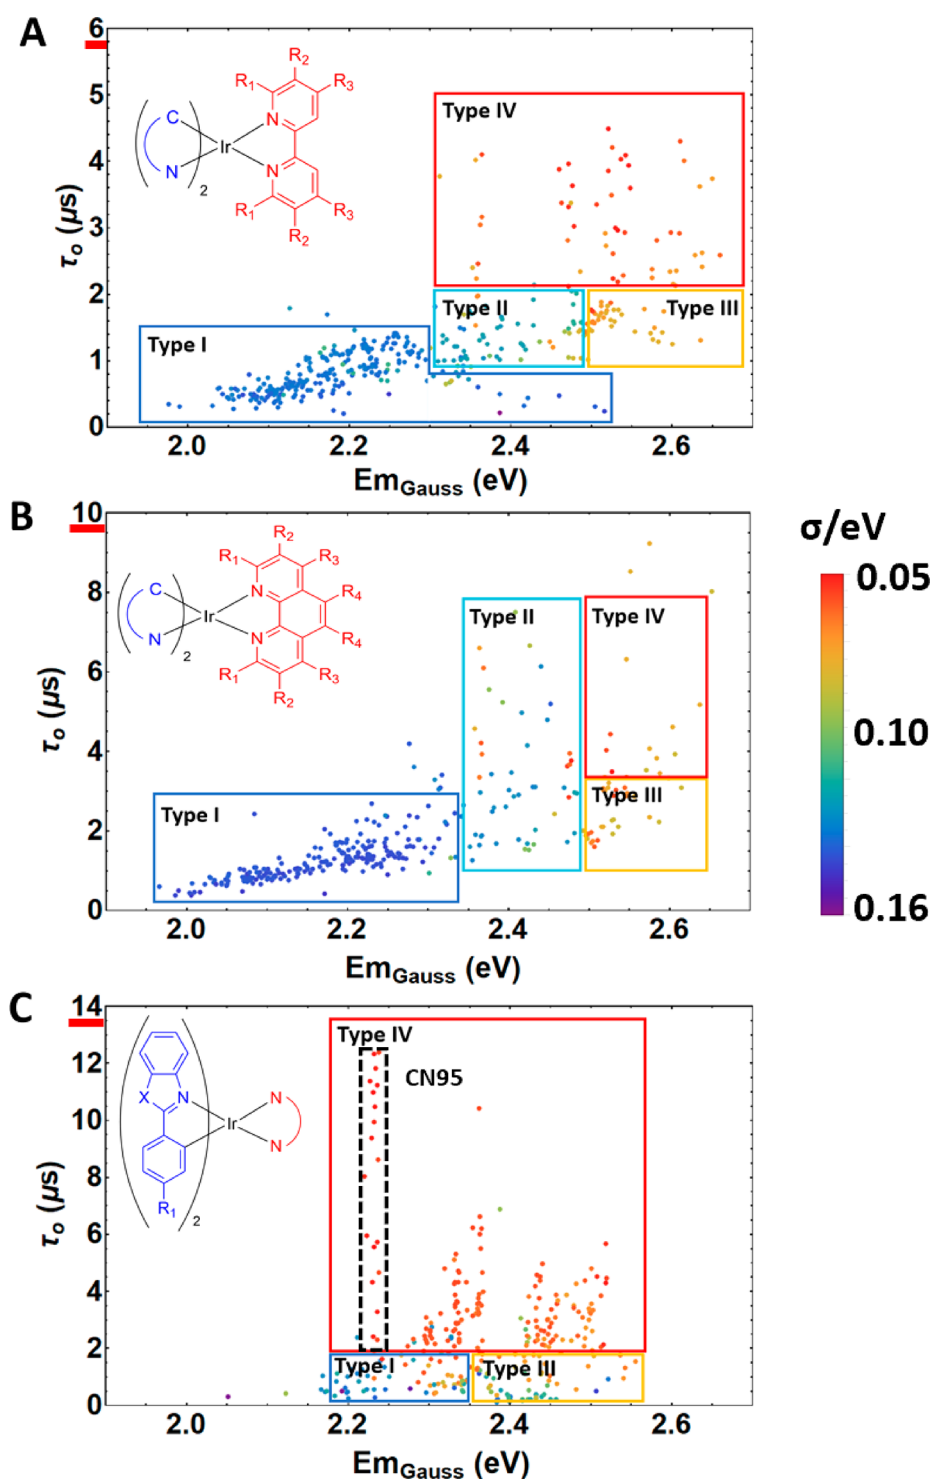 A
6
5
4
3
2
1
0
τo (μs)
C
N
2
Ir
N
N
R1
R2
R3
R1
R2
R3
Type IV
Type II
Type III
Type I
2.0
2.2
2.4
2.6
EmGauss (eV)
B
10
8
6
4
2
0
τo (μs)
C
N
2
Ir
N
N
R1
R2
R3
R4
R4
R1
R2
R3
Type II
Type IV
Type III
Type I
2.0
2.2
2.4
2.6
EmGauss (eV)
σ/eV
0.05
0.10
0.16
C
14
12
10
8
6
4
2
0
τo (μs)
X
N
R1
2
Ir
N
N
Type IV
CN95
Type I
Type III
2.0
2.2
2.4
2.6
EmGauss (eV)